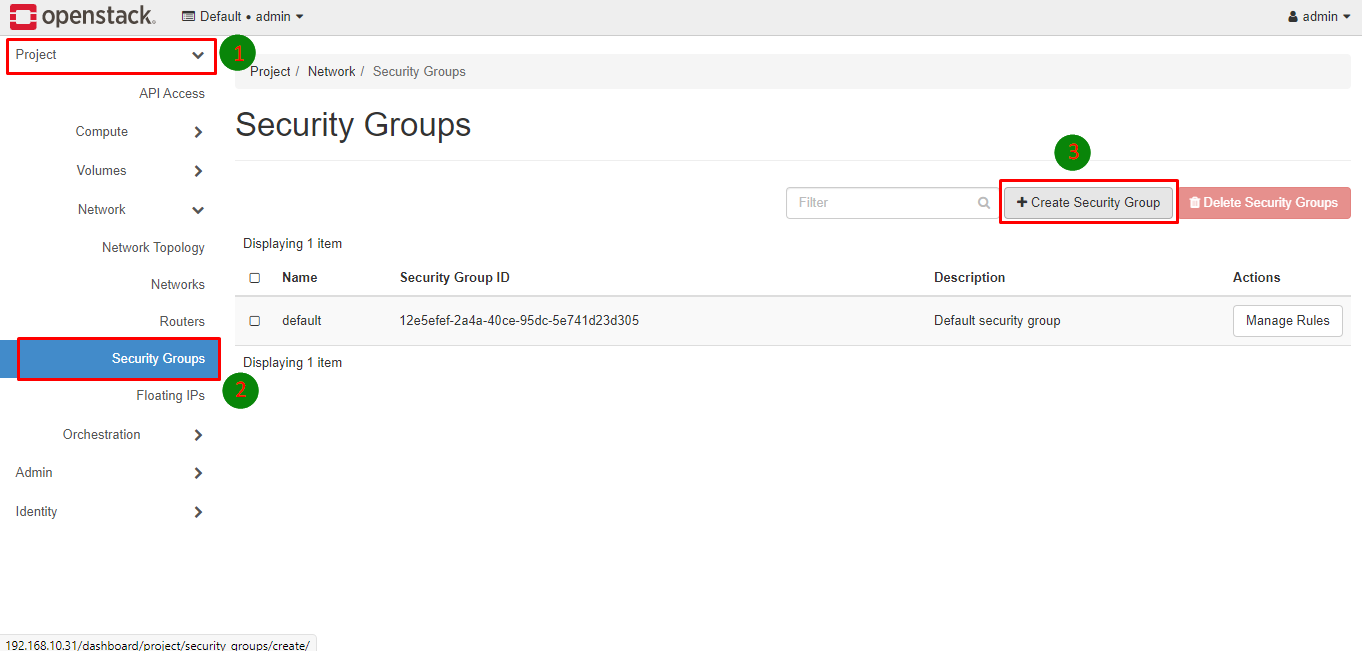 openstack. Default • admin admin
Project 1
Project / Network / Security Groups
API Access
Security Groups
Compute
Volumes
Network
Network Topology
Networks
Routers
Security Groups
2
Floating IPs
Orchestration
Admin
Identity
3
Filter Create Security Group Delete Security Groups
Displaying 1 item
Name Security Group ID Description Actions
default 12e5efef-2a4a-40ce-95dc-5e741d23d305 Default security group Manage Rules
Displaying 1 item
192.168.10.31/dashboard/project/security_groups/create/